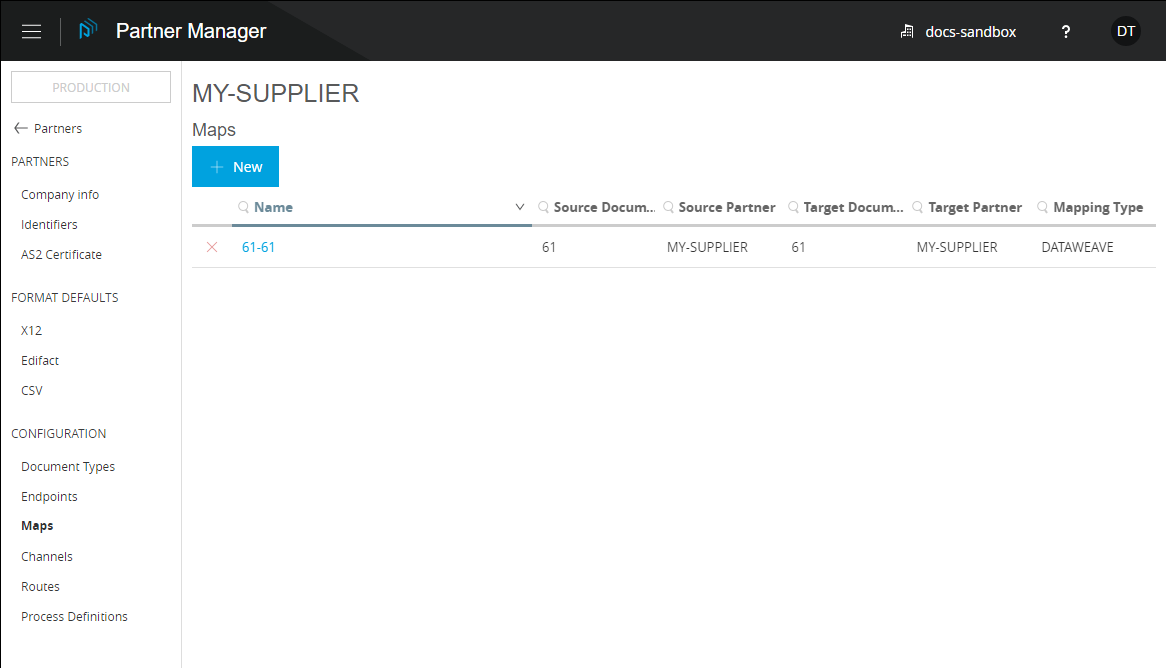 Partner Manager
docs-sandbox
?
DT
PRODUCTION
Partners
PARTNERS
Company info
Identifiers
AS2 Certificate
FORMAT DEFAULTS
X12
Edifact
CSV
CONFIGURATION
Document Types
Endpoints
Maps
Channels
Routes
Process Definitions
MY-SUPPLIER
Maps
+ New
Name Source Docum... Source Partner Target Docum... Target Partner Mapping Type
61-61 61 MY-SUPPLIER 61 MY-SUPPLIER DATAWEAVE